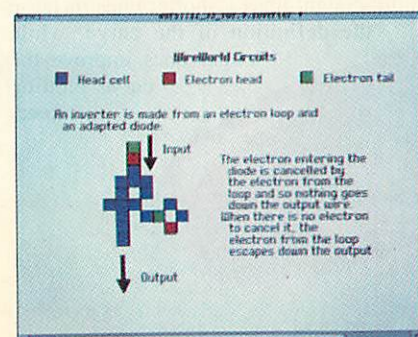 WireWorld Circuits
Head cell
Electron head
Electron tail
An inverter is made from an electron loop and
an adapted diode
Input
The electron entering the
diode is cancelled by
the electron from the
loop and so nothing goes
down the output wire
When there is no electron
to cancel it, the
electron from the loop
escapes down the output
Output